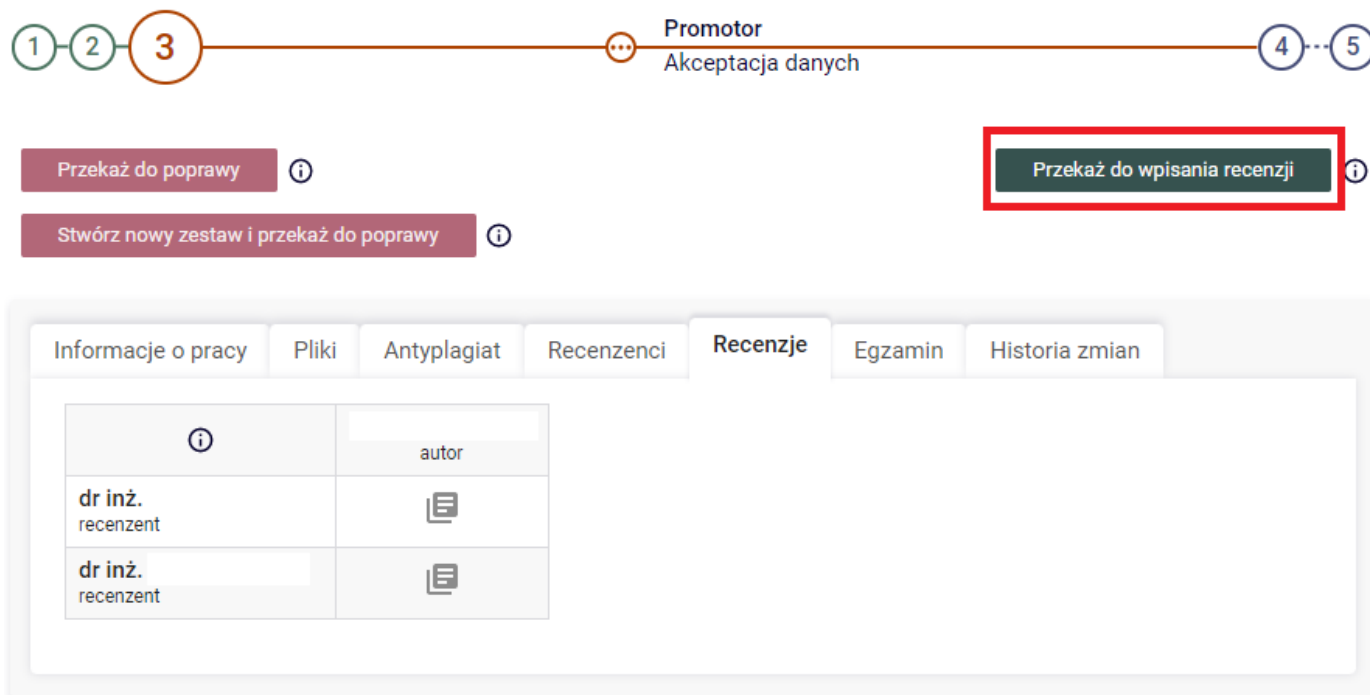 1
2
3
Promotor
Akceptacja danych
4
5
Przekaż do poprawy
Przekaż do wpisania recenzji
Stwórz nowy zestaw i przekaż do poprawy
Informacje o pracy
Pliki
Antyplagiat
Recenzenci
Recenzje
Egzamin
Historia zmian
autor
dr inż.
recenzent
dr inż.
recenzent